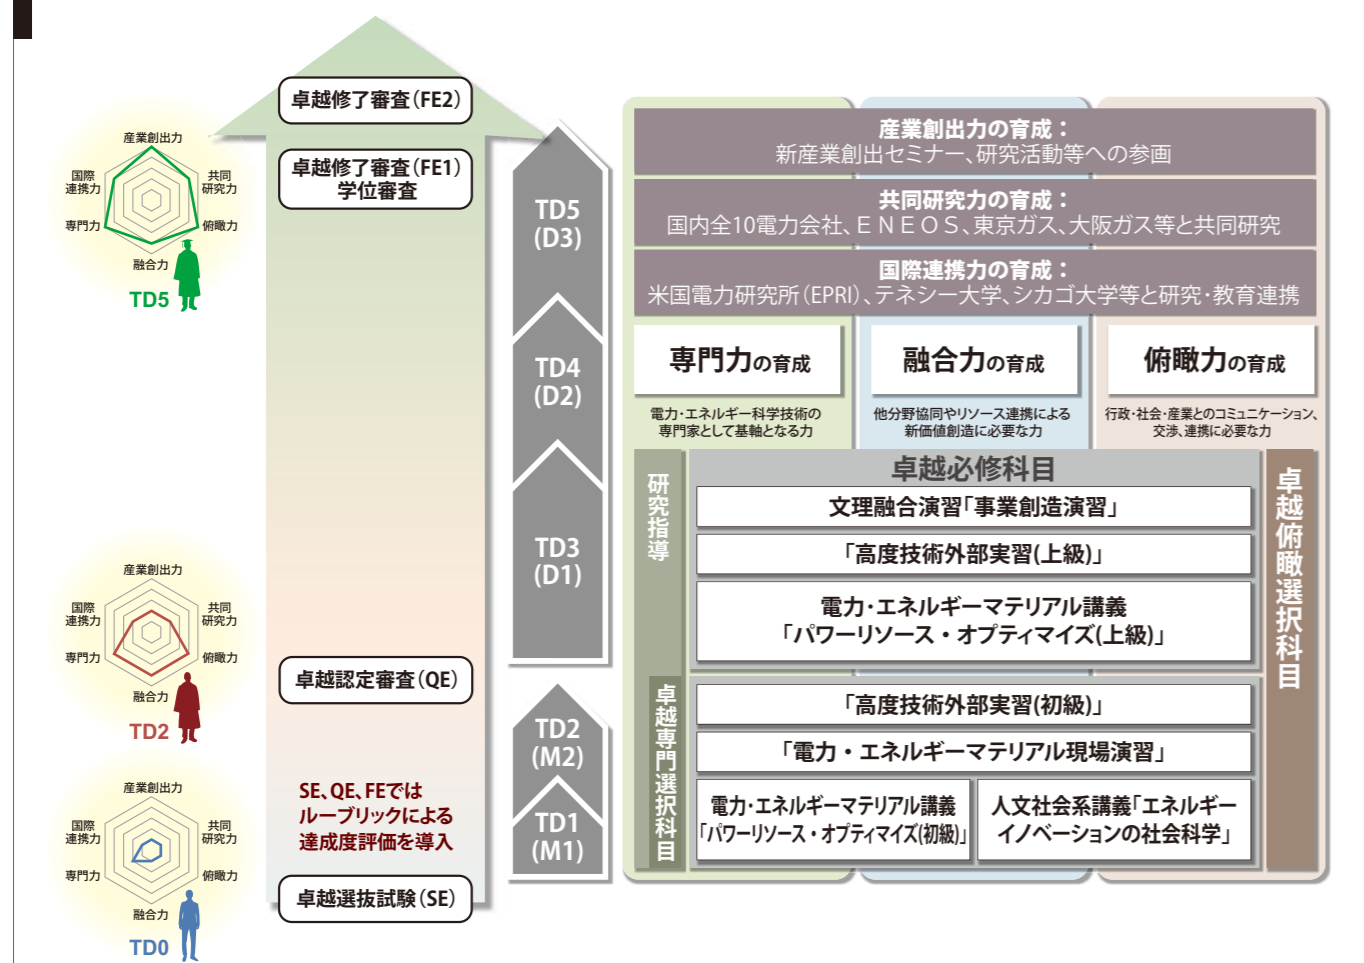 卓越修了審査(FE2)
卓越修了審査(FE1)
学位審査
卓越認定審査(QE)
SE、QE、FEでは
ルーブリックによる
達成度評価を導入
卓越選抜試験(SE)
産業創出力
国際
連携力
共同
研究力
専門力
俯瞰力
融合力
TD5
産業創出力
国際
連携力
共同
研究力
専門力
俯瞰力
融合力
TD2
産業創出力
国際
連携力
共同
研究力
専門力
俯瞰力
融合力
TD0
TD5
(D3)
TD4
(D2)
TD3
(D1)
TD2
(M2)
TD1
(M1)
産業創出力の育成：
新産業創出セミナー、研究活動等への参画
共同研究力の育成：
国内全10電力会社、ＥＮＥＯＳ、東京ガス、大阪ガス等と共同研究
国際連携力の育成：
米国電力研究所(EPRI)、テネシー大学、シカゴ大学等と研究・教育連携
専門力の育成
電力・エネルギー科学技術の
専門家として基軸となる力
融合力の育成
他分野協同やリソース連携による
新価値創造に必要な力
俯瞰力の育成
行政・社会・産業とのコミュニケーション、
交渉、連携に必要な力
研究指導
卓越専門選択科目
卓越必修科目
文理融合演習「事業創造演習」
「高度技術外部実習(上級)」
電力・エネルギーマテリアル講義
「パワーリソース・オプティマイズ(上級)」
「高度技術外部実習(初級)」
「電力・エネルギーマテリアル現場演習」
電力・エネルギーマテリアル講義
「パワーリソース・オプティマイズ(初級)」
人文社会系講義「エネルギー
イノベーションの社会科学」
卓越俯瞰選択科目